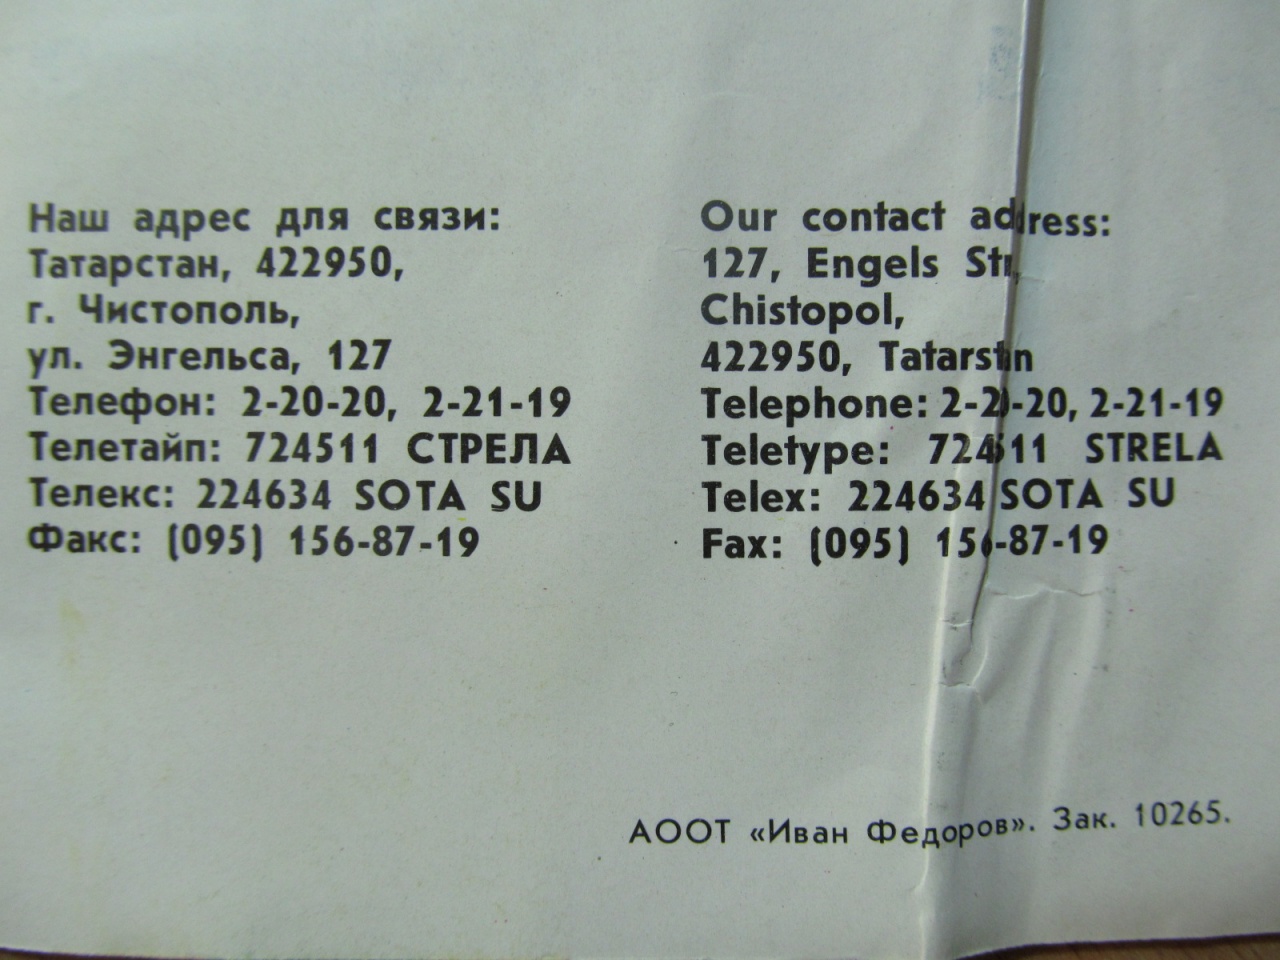 Наш адрес для связи:
Татарстан, 422950,
г. Чистополь,
ул. Энгельса, 127
Телефон: 2-20-20, 2-21-19
Телетайп: 724511 СТРЕЛА
Телекс: 224634 SOTA SU
Факс: (095) 156-87-19
Our contact address:
127, Engels Str,
Chistopol,
422950, Tatarstan
Telephone: 2-20-20, 2-21-19
Teletype: 724511 STRELA
Telex: 224634 SOTA SU
Fax: (095) 156-87-19
АООТ «Иван Федоров». Зак. 10265.